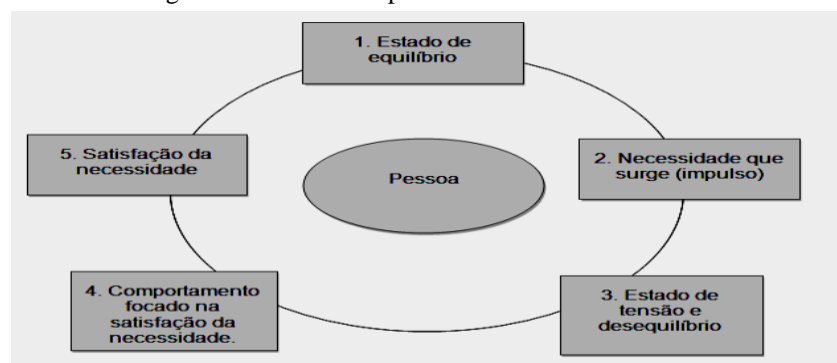 1. Estado de
equilíbrio
2. Necessidade que
surge (impulso)
3. Estado de
tensão e
desequilíbrio
4. Comportamento
focado na
satisfação da
necessidade.
5. Satisfação da
necessidade
Pessoa